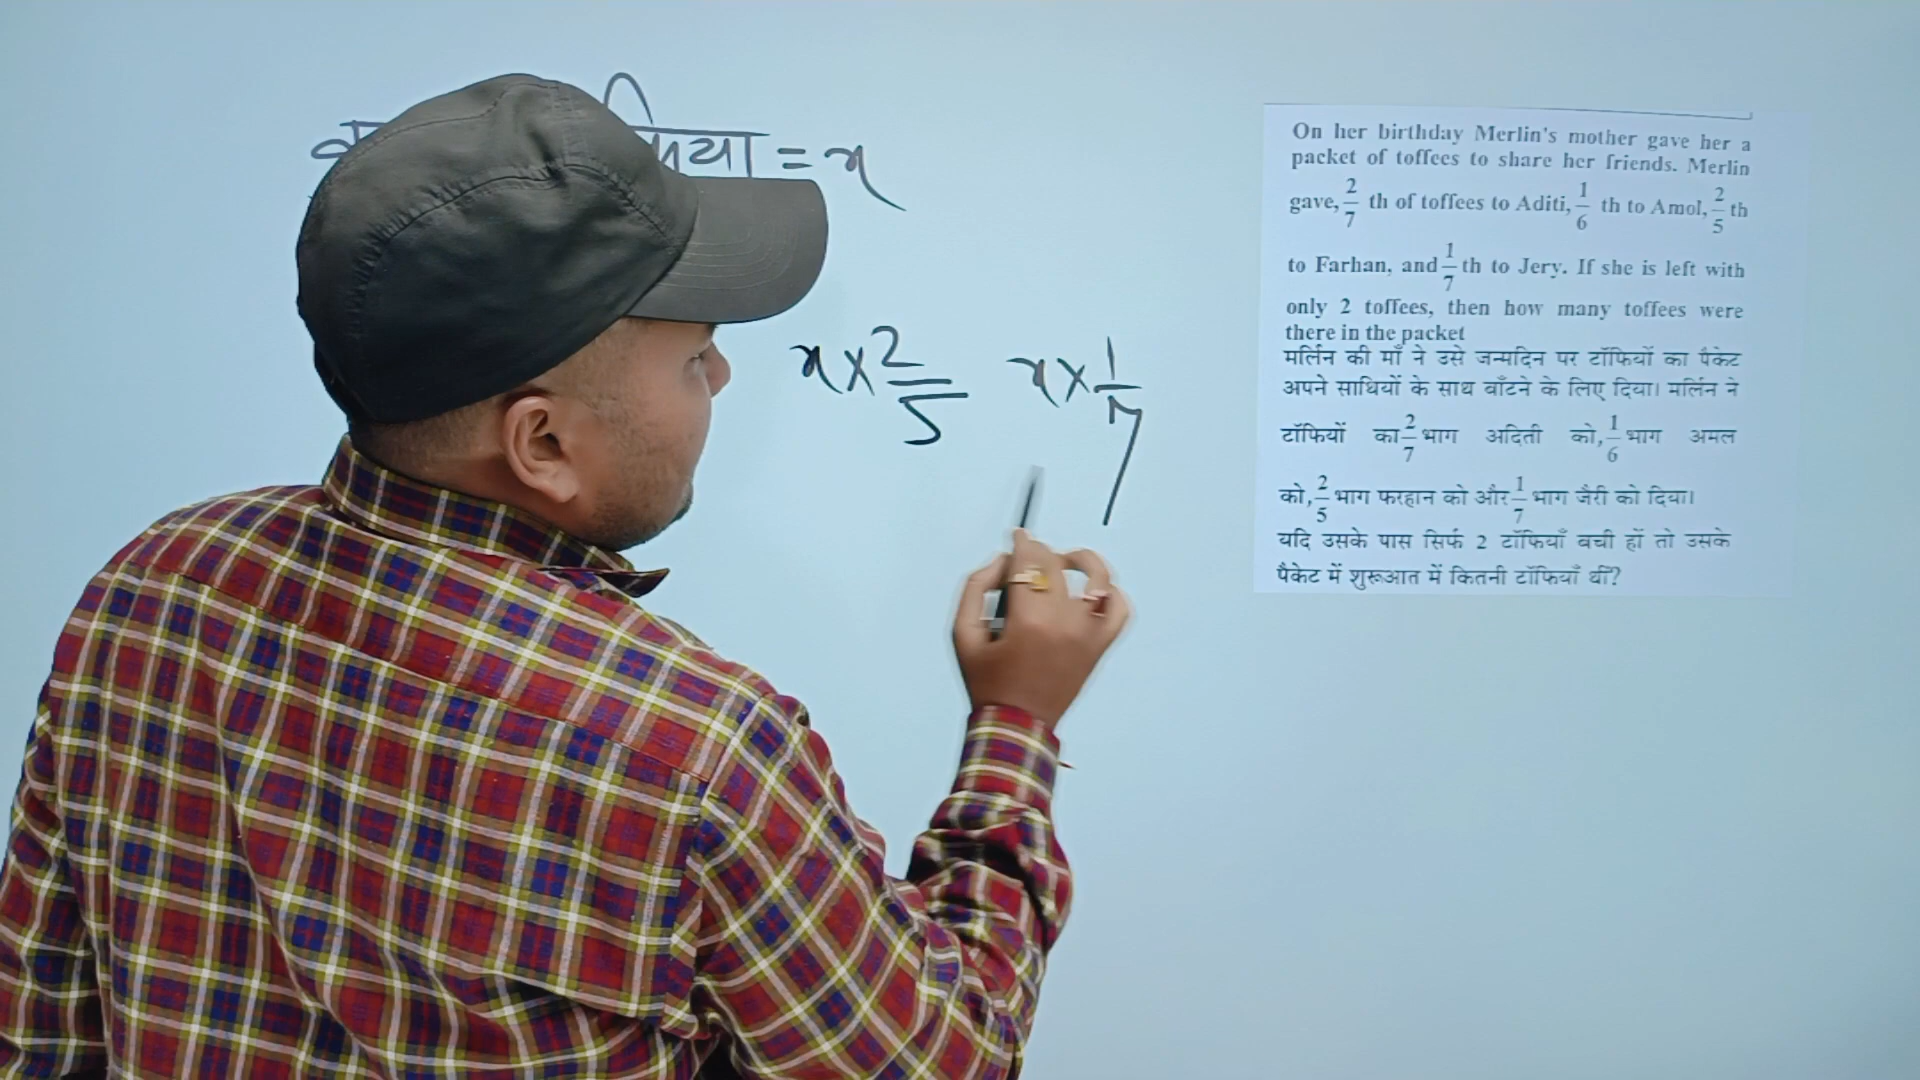 = x
x × 2/5 x × 1/7
On her birthday Merlin's mother gave her a
packet of toffees to share her friends. Merlin
gave, 2/7 th of toffees to Aditi, 1/6 th to Amol, 2/5 th
to Farhan, and 1/7 th to Jery. If she is left with
only 2 toffees, then how many toffees were
there in the packet
मर्लिन की माँ ने उसे जन्मदिन पर टॉफियों का पैकेट
अपने साथियों के साथ बाँटने के लिए दिया। मर्लिन ने
टॉफियों का 2/7 भाग अदिती को, 1/6 भाग अमल
को, 2/5 भाग फरहान को और 1/7 भाग जैरी को दिया।
यदि उसके पास सिर्फ 2 टॉफियाँ बची हों तो उसके
पैकेट में शुरूआत में कितनी टॉफियाँ थीं?